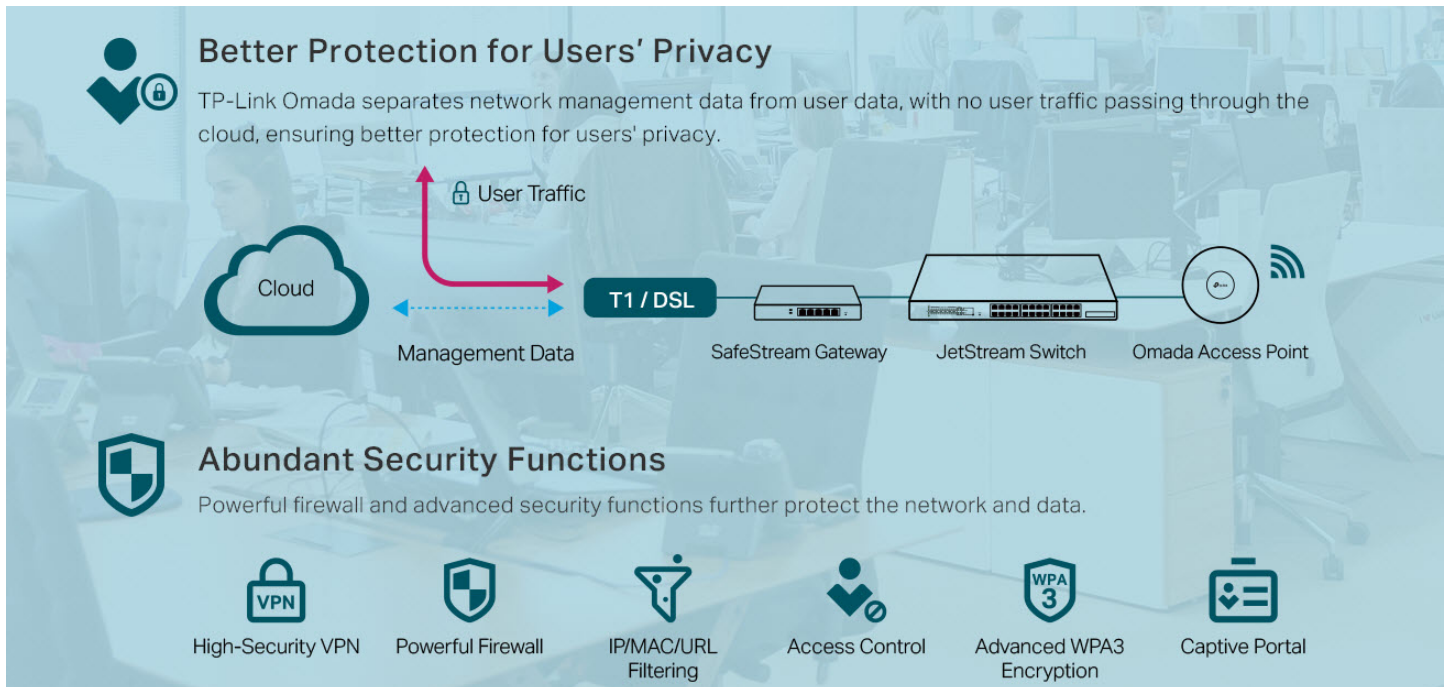 Better Protection for Users' Privacy
TP-Link Omada separates network management data from user data, with no user traffic passing through the
cloud, ensuring better protection for users' privacy.
User Traffic
Cloud
T1 / DSL
Management Data
SafeStream Gateway
JetStream Switch
Omada Access Point
Abundant Security Functions
Powerful firewall and advanced security functions further protect the network and data.
VPN
WPA
3
High-Security VPN
Powerful Firewall
IP/MAC/URL
Filtering
Access Control
Advanced WPA3
Encryption
Captive Portal